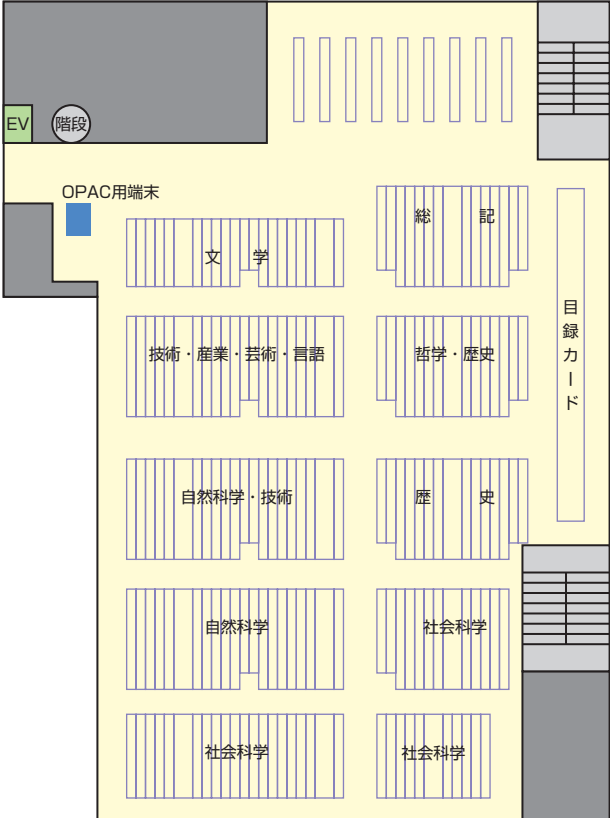 EV
階段
OPAC用端末
総記
文学
目録カード
技術・産業・芸術・言語
哲学・歴史
自然科学・技術
歴史
自然科学
社会科学
社会科学
社会科学